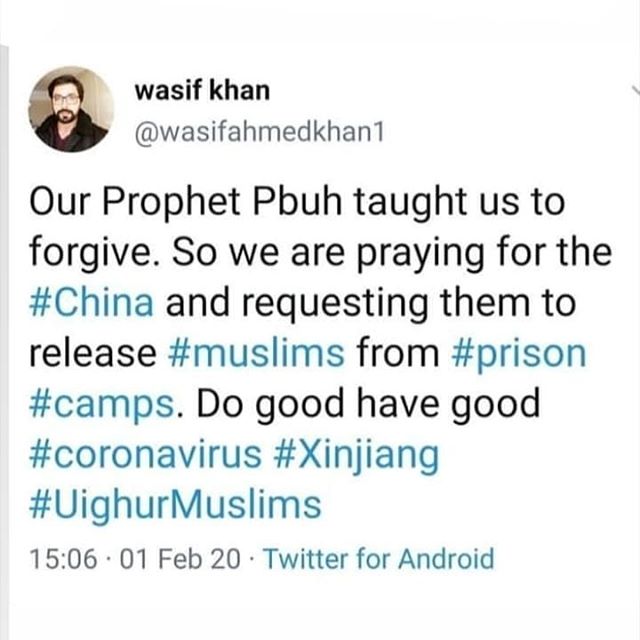 wasif khan
@wasifahmedkhan1
Our Prophet Pbuh taught us to
forgive. So we are praying for the
#China and requesting them to
release #muslims from #prison
#camps. Do good have good
#coronavirus #Xinjiang
#UighurMuslims
15:06 · 01 Feb 20 · Twitter for Android